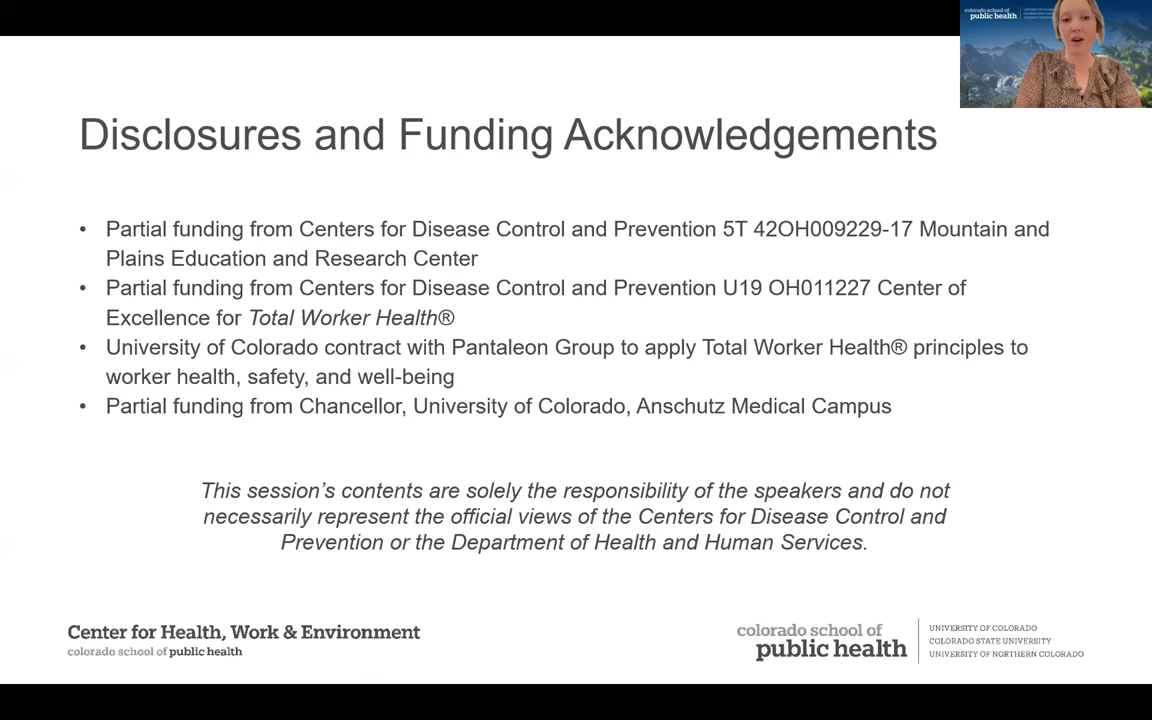 colorado school of
public health
Disclosures and Funding Acknowledgements
• Partial funding from Centers for Disease Control and Prevention 5T 42OH009229-17 Mountain and
Plains Education and Research Center
• Partial funding from Centers for Disease Control and Prevention U19 OH011227 Center of
Excellence for Total Worker Health®
• University of Colorado contract with Pantaleon Group to apply Total Worker Health® principles to
worker health, safety, and well-being
• Partial funding from Chancellor, University of Colorado, Anschutz Medical Campus
This session’s contents are solely the responsibility of the speakers and do not
necessarily represent the official views of the Centers for Disease Control and
Prevention or the Department of Health and Human Services.
Center for Health, Work & Environment
colorado school of public health
colorado school of
public health
UNIVERSITY OF COLORADO
COLORADO STATE UNIVERSITY
UNIVERSITY OF NORTHERN COLORADO